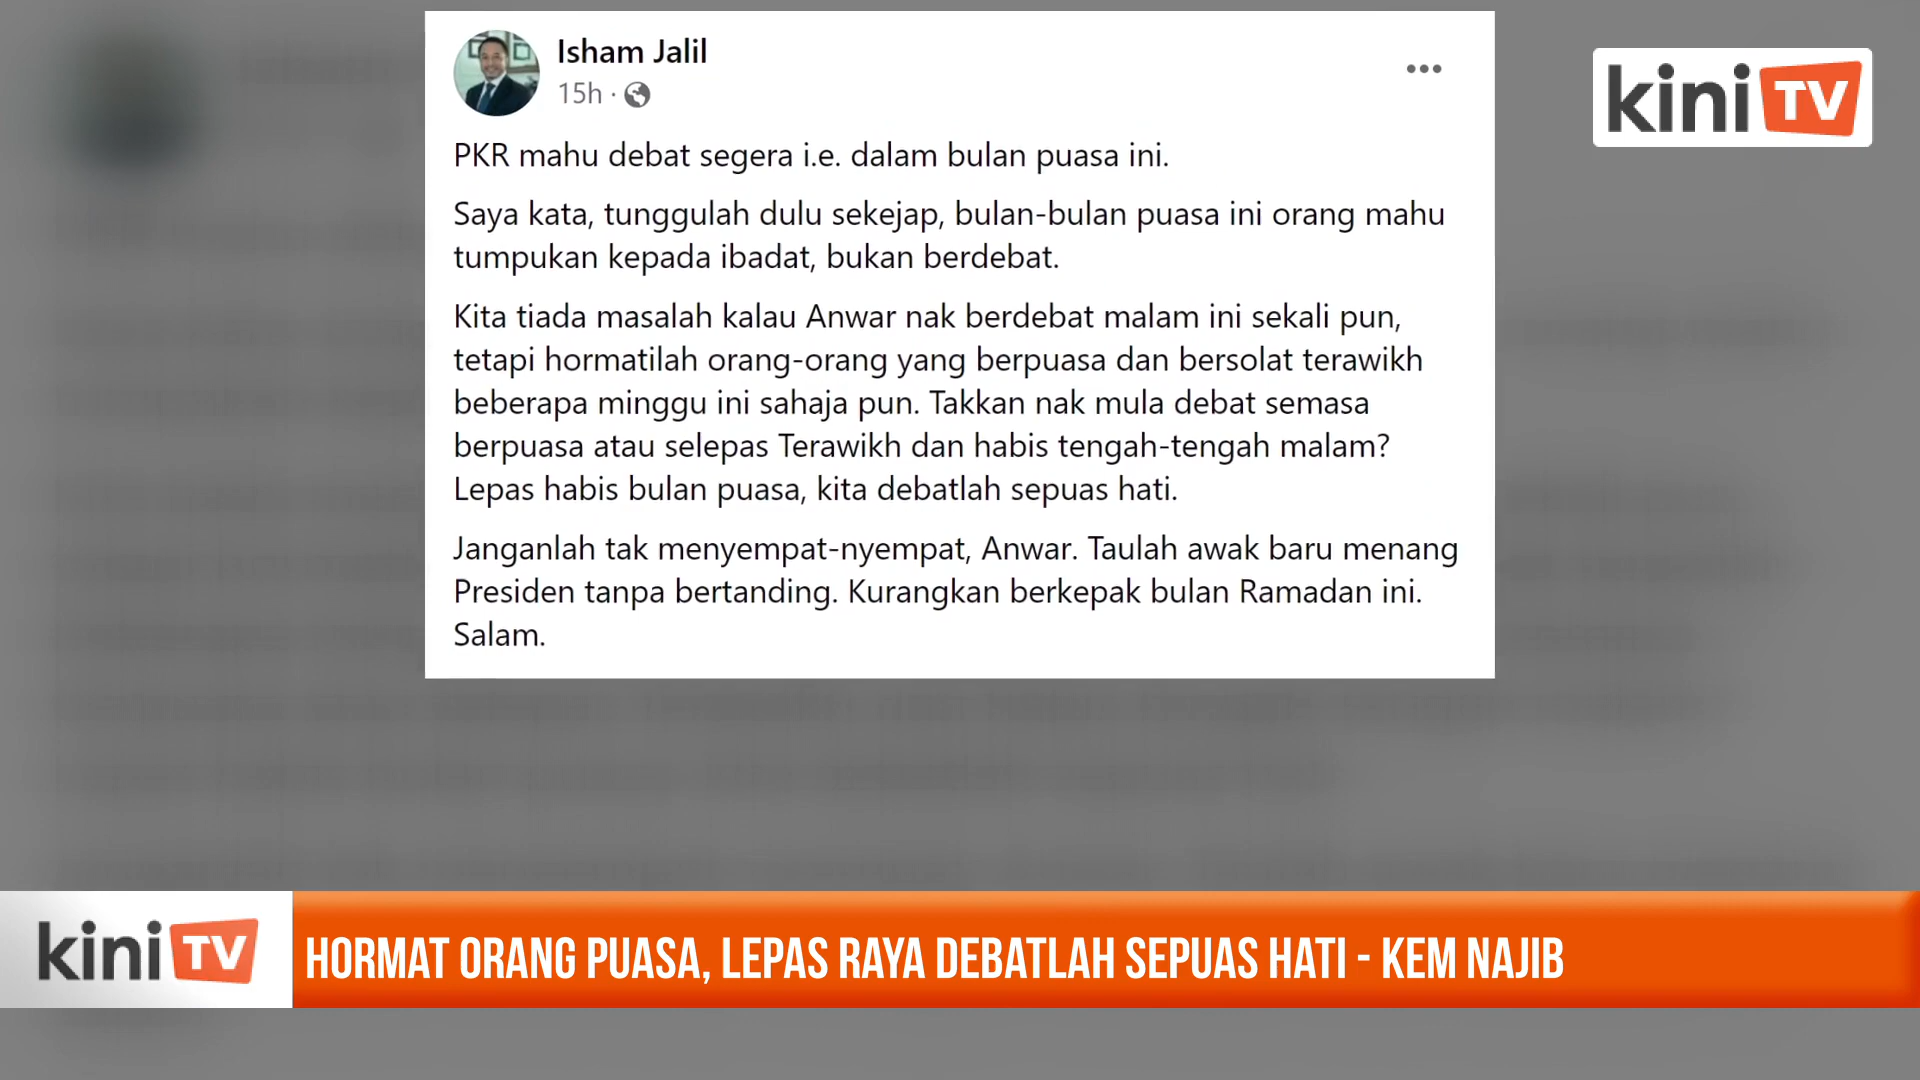 Isham Jalil
15h ·
PKR mahu debat segera i.e. dalam bulan puasa ini.
Saya kata, tunggulah dulu sekejap, bulan-bulan puasa ini orang mahu
tumpukan kepada ibadat, bukan berdebat.
Kita tiada masalah kalau Anwar nak berdebat malam ini sekali pun,
tetapi hormatilah orang-orang yang berpuasa dan bersolat terawikh
beberapa minggu ini sahaja pun. Takkan nak mula debat semasa
berpuasa atau selepas Terawikh dan habis tengah-tengah malam?
Lepas habis bulan puasa, kita debatlah sepuas hati.
Janganlah tak menyempat-nyempat, Anwar. Taulah awak baru menang
Presiden tanpa bertanding. Kurangkan berkepak bulan Ramadan ini.
Salam.
kini TV
kini TV
HORMAT ORANG PUASA, LEPAS RAYA DEBATLAH SEPUAS HATI - KEM NAJIB